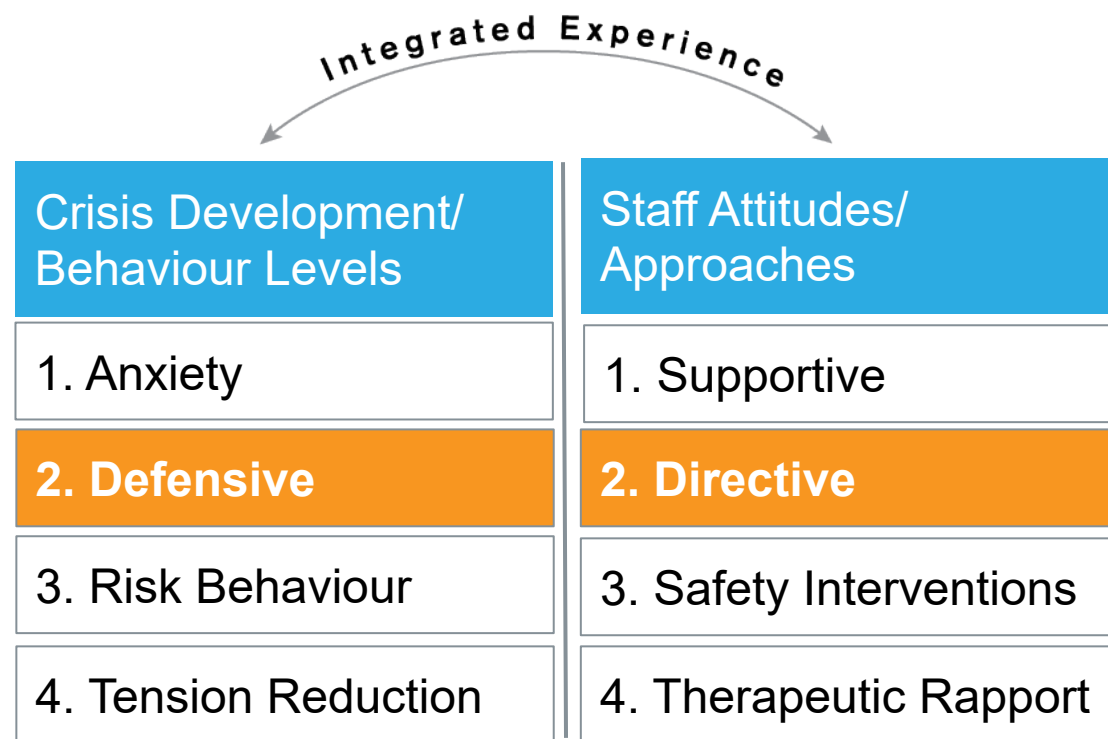 Integrated Experience
Crisis Development/
Behaviour Levels
1. Anxiety
2. Defensive
3. Risk Behaviour
4. Tension Reduction
Staff Attitudes/
Approaches
1. Supportive
2. Directive
3. Safety Interventions
4. Therapeutic Rapport